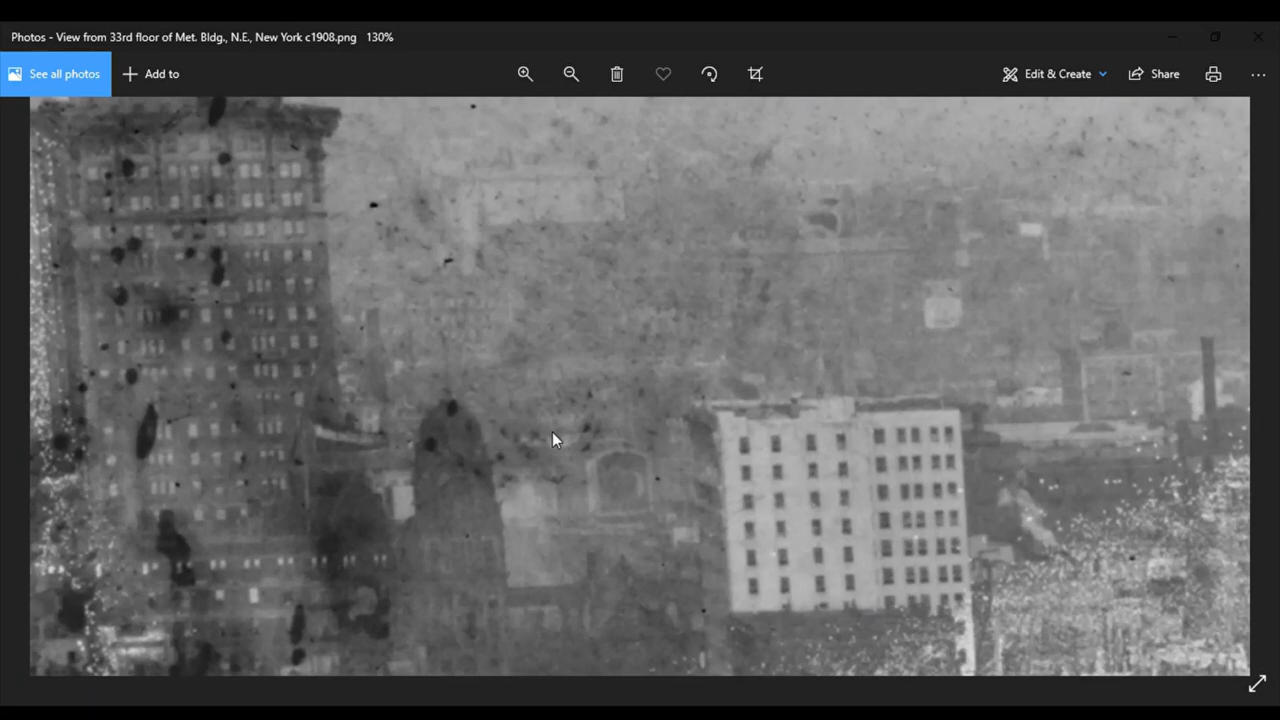 Photos - View from 33rd floor of Met. Bldg., N.E., New York c1908.png 130%
See all photos
Add to
Edit & Create
Share